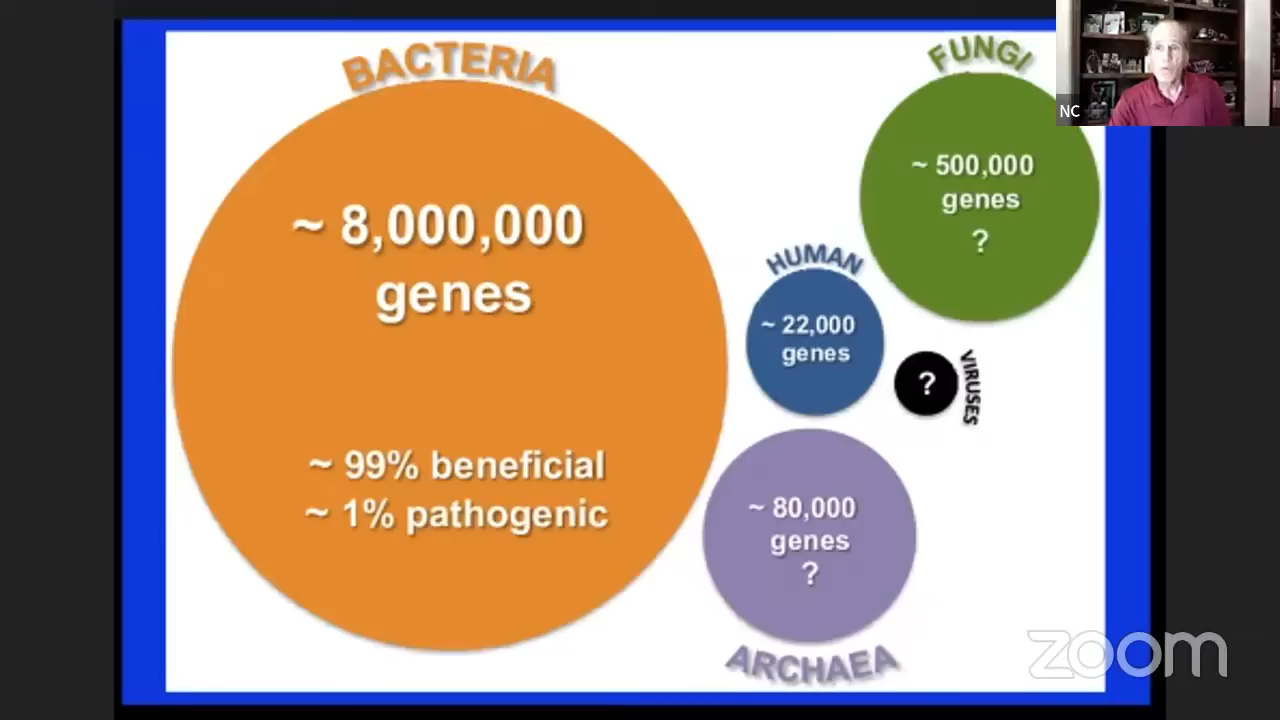 BACTERIA
~ 8,000,000
genes
~ 99% beneficial
~ 1% pathogenic
FUNGI
~ 500,000
genes
?
HUMAN
~ 22,000
genes
?
VIRUSES
~ 80,000
genes
?
ARCHAEA
NC
zoom